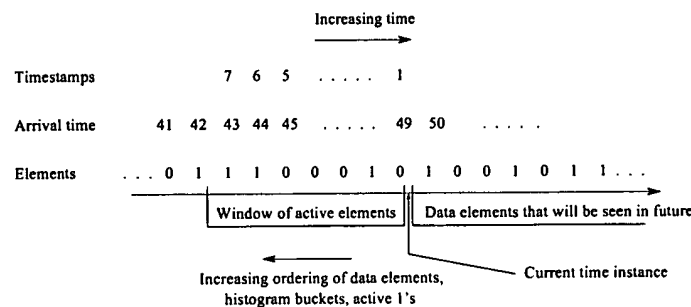 Increasing time
Timestamps 7 6 5 . . . . . 1
Arrival time 41 42 43 44 45 . . . . . 49 50 . . . . .
Elements . . . 0 1 1 1 0 0 0 1 0 1 0 0 1 0 1 1 . . .
Window of active elements Data elements that will be seen in future
Increasing ordering of data elements,
histogram buckets, active 1's
Current time instance